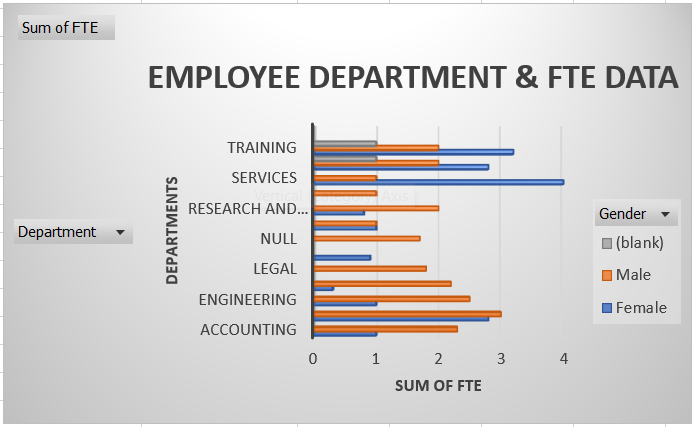 Sum of FTE
EMPLOYEE DEPARTMENT & FTE DATA
DEPARTMENTS
TRAINING
SERVICES
RESEARCH AND...
NULL
LEGAL
ENGINEERING
ACCOUNTING
0 1 2 3 4
SUM OF FTE
Department
Gender
(blank)
Male
Female